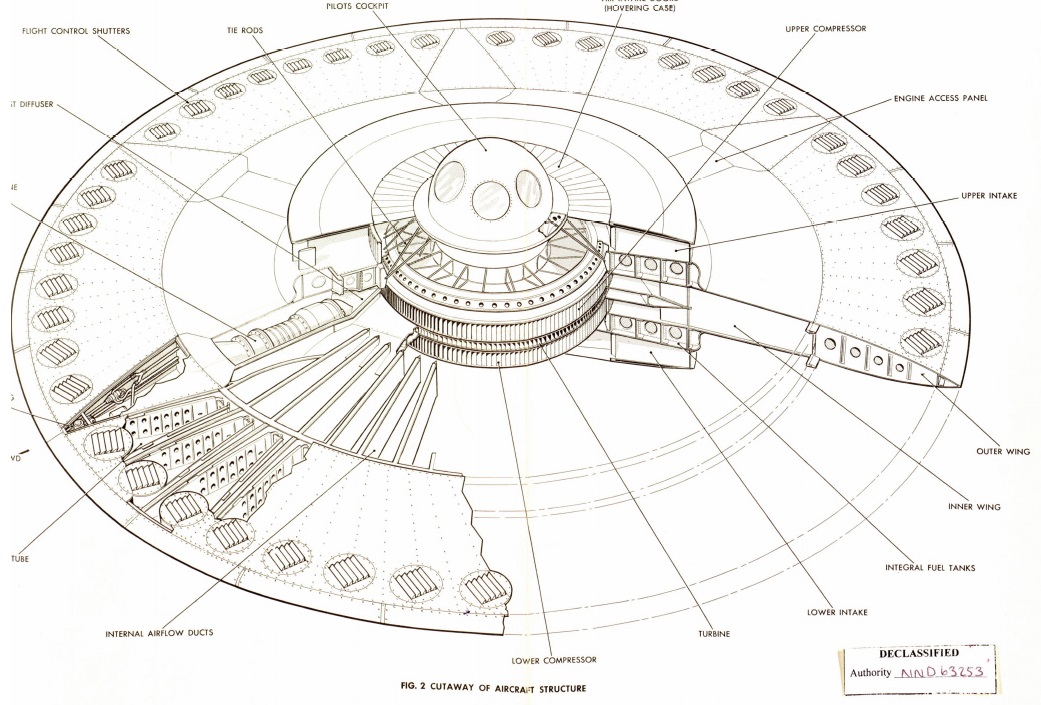 PILOTS COCKPIT
(HOVERING CASE)
FLIGHT CONTROL SHUTTERS
TIE RODS
UPPER COMPRESSOR
DIFFUSER
ENGINE ACCESS PANEL
UPPER INTAKE
OUTER WING
INNER WING
TUBE
INTEGRAL FUEL TANKS
LOWER INTAKE
INTERNAL AIRFLOW DUCTS
TURBINE
LOWER COMPRESSOR
FIG. 2 CUTAWAY OF AIRCRAFT STRUCTURE
DECLASSIFIED
Authority NND 63253